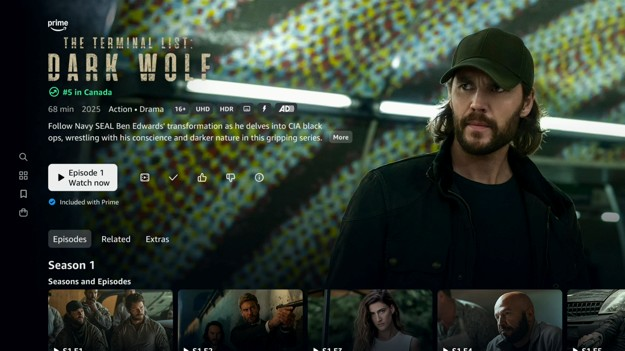 prime
THE TERMINAL LIST:
DARK WOLF
#5 in Canada
68 min 2025 Action • Drama 16+ UHD HDR AD
Follow Navy SEAL Ben Edwards' transformation as he delves into CIA black
ops, wrestling with his conscience and darker nature in this gripping series. More
Episode 1
Watch now
Included with Prime
Episodes Related Extras
Season 1
Seasons and Episodes
S1 E1 S1 E2 S1 E3 S1 E4 S1 E5